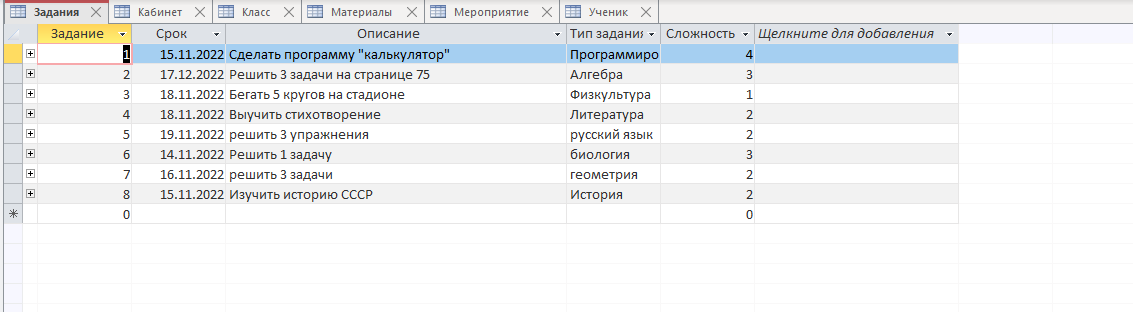 Задания Кабинет Класс Материалы Мероприятие Ученик
Задание Срок Описание Тип задания Сложность Щелкните для добавления
1 15.11.2022 Сделать программу "калькулятор" Программиро 4
2 17.12.2022 Решить 3 задачи на странице 75 Алгебра 3
3 18.11.2022 Бегать 5 кругов на стадионе Физкультура 1
4 18.11.2022 Выучить стихотворение Литература 2
5 19.11.2022 решить 3 упражнения русский язык 2
6 14.11.2022 Решить 1 задачу биология 3
7 16.11.2022 решить 3 задачи геометрия 2
8 15.11.2022 Изучить историю СССР История 2
0 0